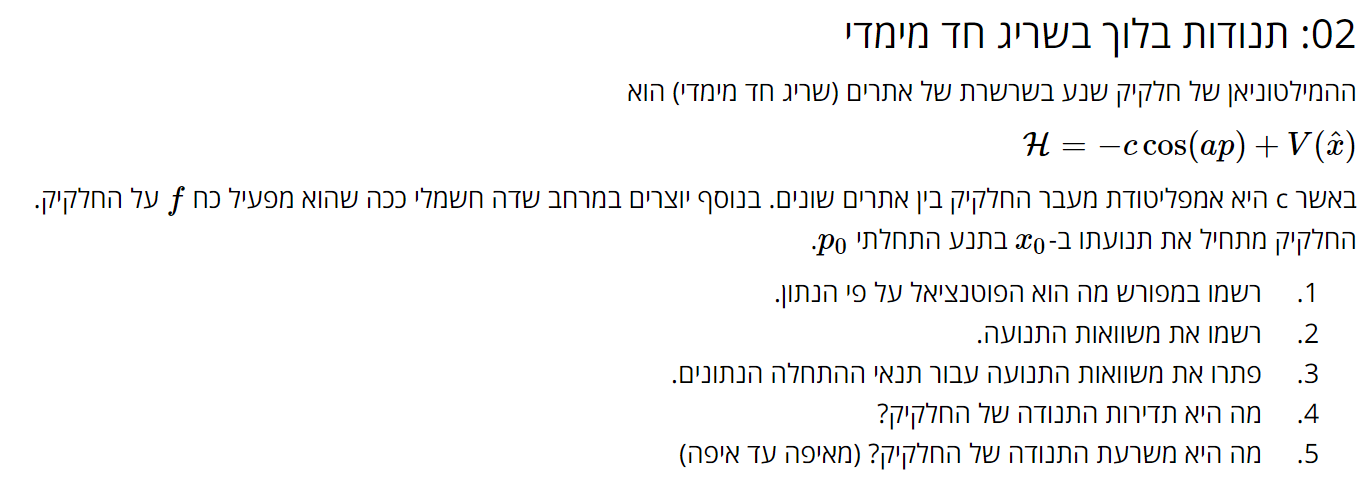 02: תנודות בלוך בשריג חד מימדי
ההמילטוניאן של חלקיק שנע בשרשרת של אתרים (שריג חד מימדי) הוא
ℋ = −c cos(ap) + V(x̂)
באשר c היא אמפליטודת מעבר החלקיק בין אתרים שונים. בנוסף יוצרים במרחב שדה חשמלי ככה שהוא מפעיל כח f על החלקיק.
החלקיק מתחיל את תנועתו ב-x₀ בתנע התחלתי p₀.
1. רשמו במפורש מה הוא הפוטנציאל על פי הנתון.
2. רשמו את משוואות התנועה.
3. פתרו את משוואות התנועה עבור תנאי ההתחלה הנתונים.
4. מה היא תדירות התנודה של החלקיק?
5. מה היא משרעת התנודה של החלקיק? (מאיפה עד איפה)